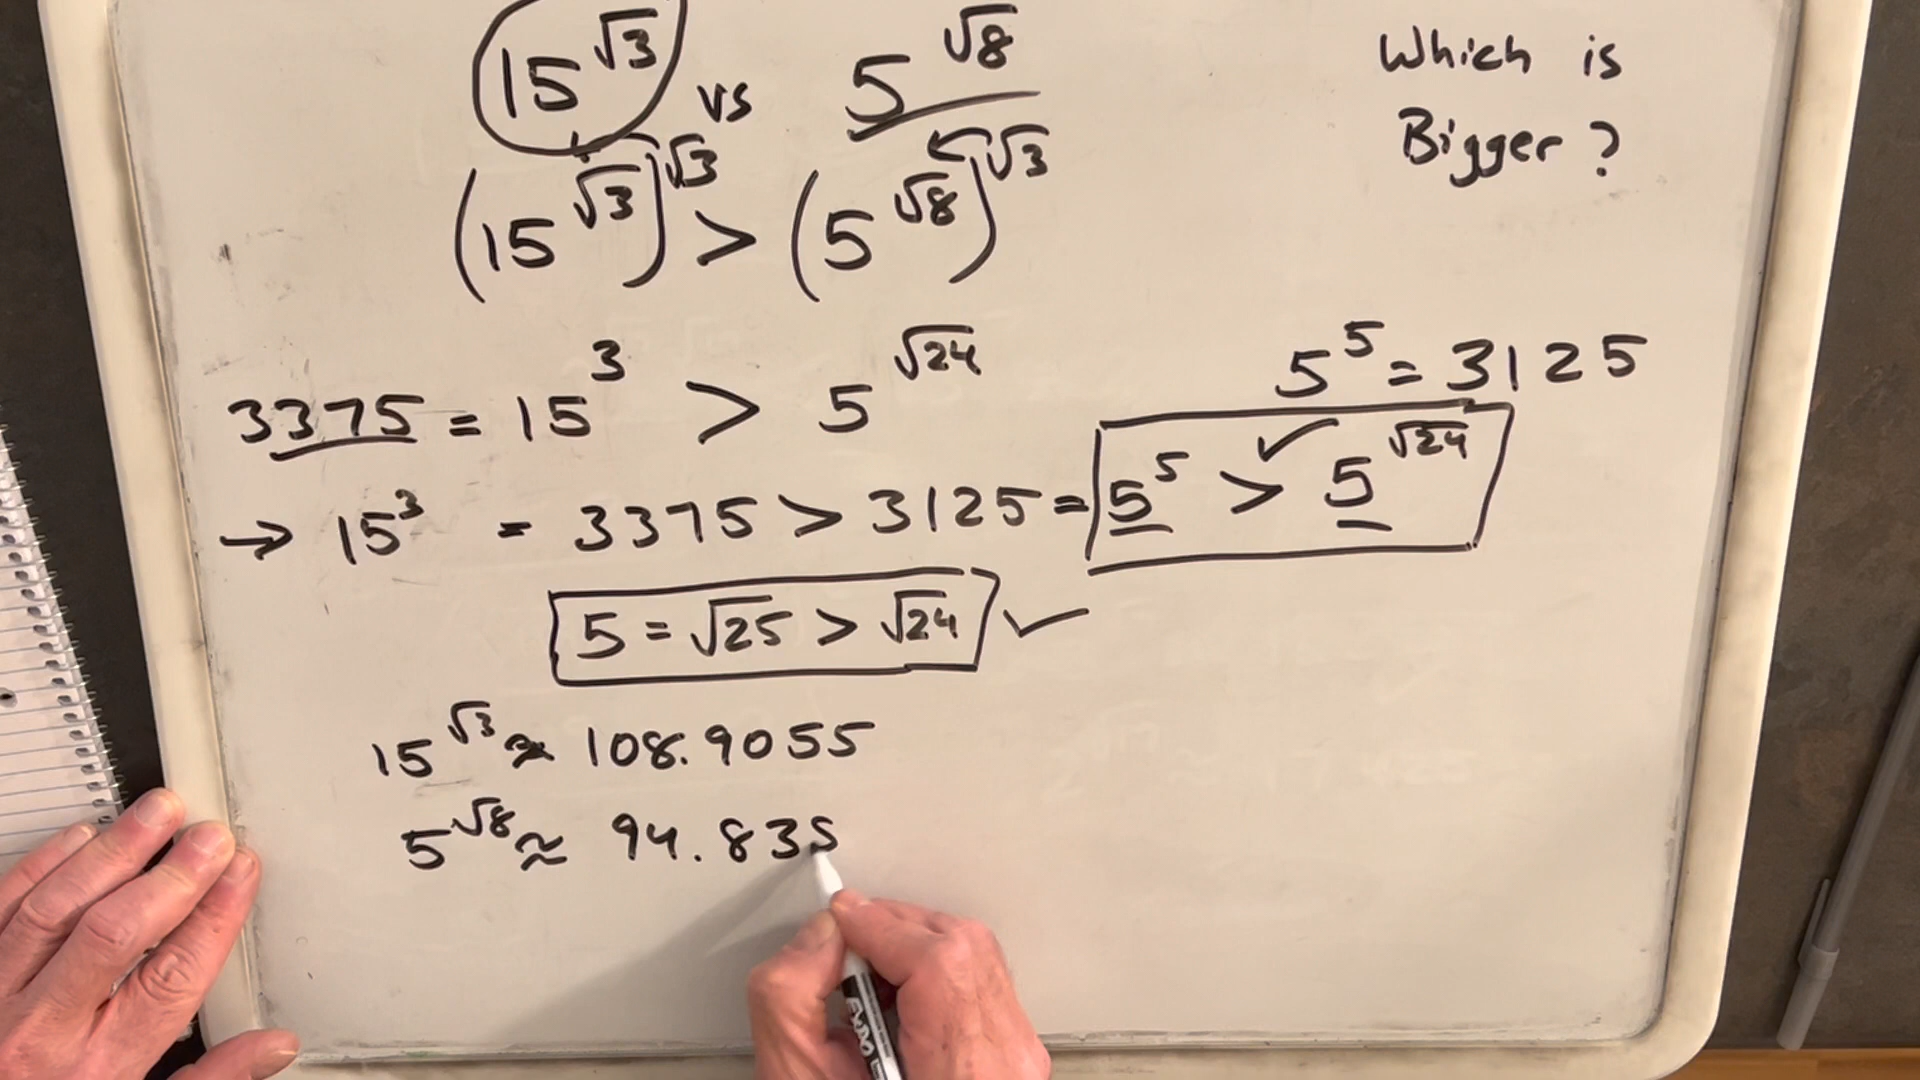 15^√3 vs 5^√8
Which is
Bigger?
(15^√3)^√3 > (5^√8)^√3
3375 = 15^3 > 5^√24
5^5 = 3125
→ 15^3 = 3375 > 3125 = 5^5 > 5^√24
✓
5 = √25 > √24 ✓
15^√3 ≈ 108.9055
5^√8 ≈ 94.835
EXPO